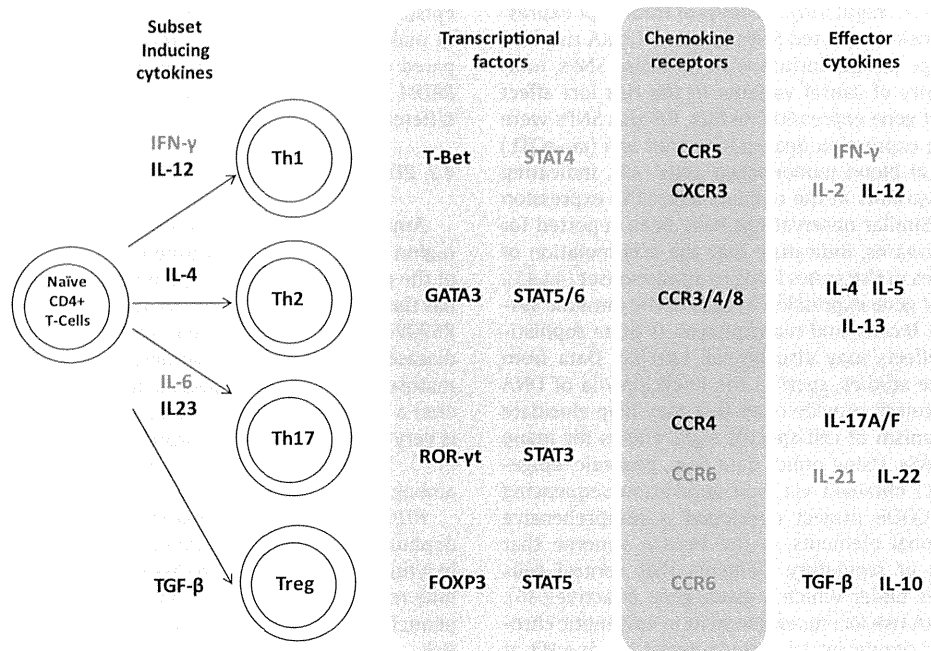 Subset
Inducing
cytokines
Transcriptional
factors
Chemokine
receptors
Effector
cytokines
IFN-γ
IL-12
Th1
T-Bet STAT4
CCR5
CXCR3
IFN-γ
IL-2 IL-12
Naïve
CD4+
T-Cells
IL-4
Th2
GATA3 STAT5/6
CCR3/4/8
IL-4 IL-5
IL-13
IL-6
IL23
Th17
ROR-γt STAT3
CCR4
CCR6
IL-17A/F
IL-21 IL-22
TGF-β
Treg
FOXP3 STAT5
CCR6
TGF-β IL-10